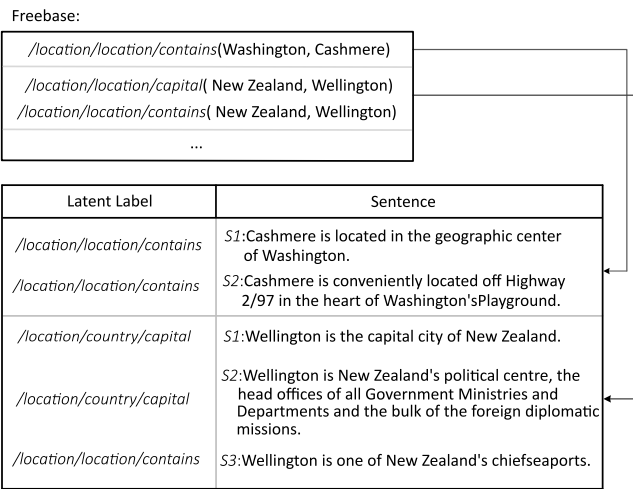 Freebase:
/location/location/contains(Washington, Cashmere)
/location/location/capital( New Zealand, Wellington)
/location/location/contains( New Zealand, Wellington)
...
Latent Label
Sentence
/location/location/contains
S1:Cashmere is located in the geographic center
of Washington.
/location/location/contains
S2:Cashmere is conveniently located off Highway
2/97 in the heart of Washington'sPlayground.
/location/country/capital
S1:Wellington is the capital city of New Zealand.
/location/country/capital
S2:Wellington is New Zealand's political centre, the
head offices of all Government Ministries and
Departments and the bulk of the foreign diplomatic
missions.
/location/location/contains
S3:Wellington is one of New Zealand's chiefseaports.